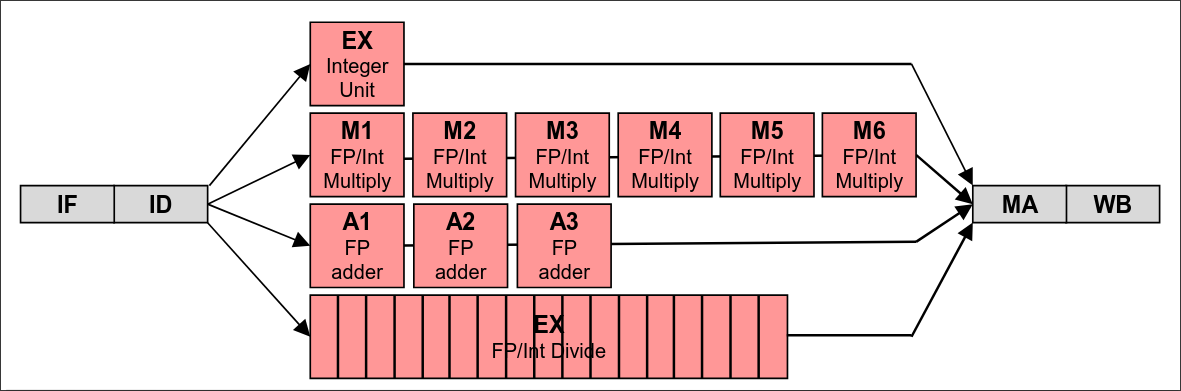 EX
Integer
Unit
M1
FP/Int
Multiply
M2
FP/Int
Multiply
M3
FP/Int
Multiply
M4
FP/Int
Multiply
M5
FP/Int
Multiply
M6
FP/Int
Multiply
IF
ID
MA
WB
A1
FP
adder
A2
FP
adder
A3
FP
adder
EX
FP/Int Divide